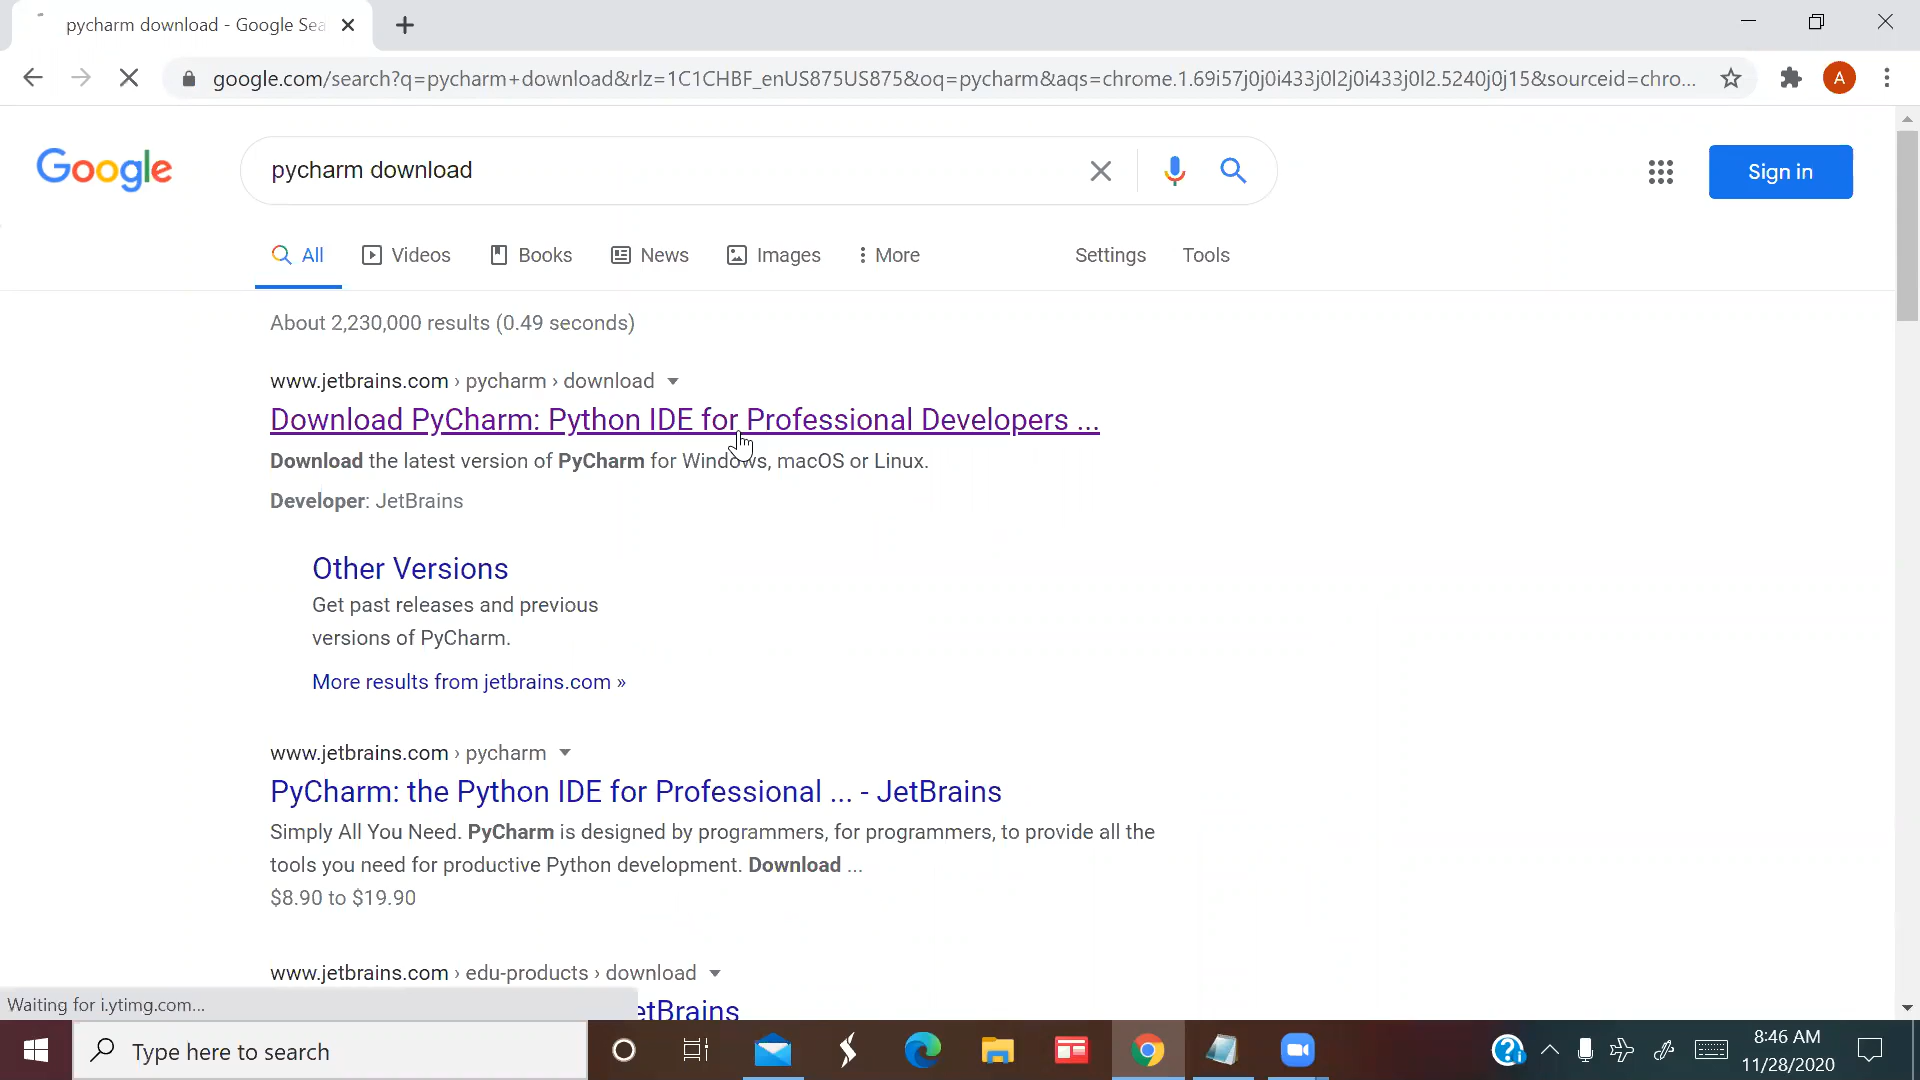 pycharm download - Google Sea
google.com/search?q=pycharm+download&rlz=1C1CHBF_enUS875US875&oq=pycharm&aqs=chrome.1.69i57j0j0i433j0l2j0i433j0l2.5240j0j15&sourceid=chro...
A
Google
pycharm download
Sign in
All Videos Books News Images More Settings Tools
About 2,230,000 results (0.49 seconds)
www.jetbrains.com › pycharm › download
Download PyCharm: Python IDE for Professional Developers ...
Download the latest version of PyCharm for Windows, macOS or Linux.
Developer: JetBrains
Other Versions
Get past releases and previous
versions of PyCharm.
More results from jetbrains.com »
www.jetbrains.com › pycharm
PyCharm: the Python IDE for Professional ... - JetBrains
Simply All You Need. PyCharm is designed by programmers, for programmers, to provide all the
tools you need for productive Python development. Download ...
$8.90 to $19.90
www.jetbrains.com › edu-products › download
etBrains
Waiting for i.ytimg.com...
Type here to search
8:46 AM
11/28/2020